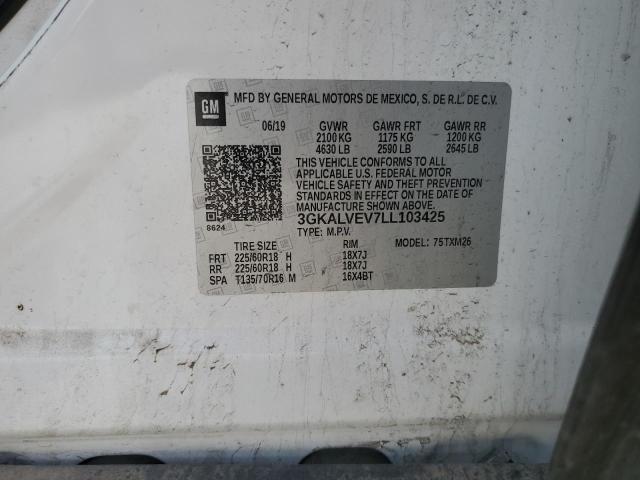 GM MFD BY GENERAL MOTORS DE MEXICO, S. DE R.L. DE C.V.
06/19 GVWR GAWR FRT GAWR RR
2100 KG 1175 KG 1200 KG
4630 LB 2590 LB 2645 LB
THIS VEHICLE CONFORMS TO ALL
APPLICABLE U.S. FEDERAL MOTOR
VEHICLE SAFETY AND THEFT PREVENTION
STANDARDS IN EFFECT ON THE DATE OF
MANUFACTURE SHOWN ABOVE.
8624
3GKALVEV7LL103425
TYPE: M.P.V.
TIRE SIZE RIM MODEL: 75TXM26
FRT 225/60R18 H 18X7J
RR 225/60R18 H 18X7J
SPA T135/70R16 M 16X4BT